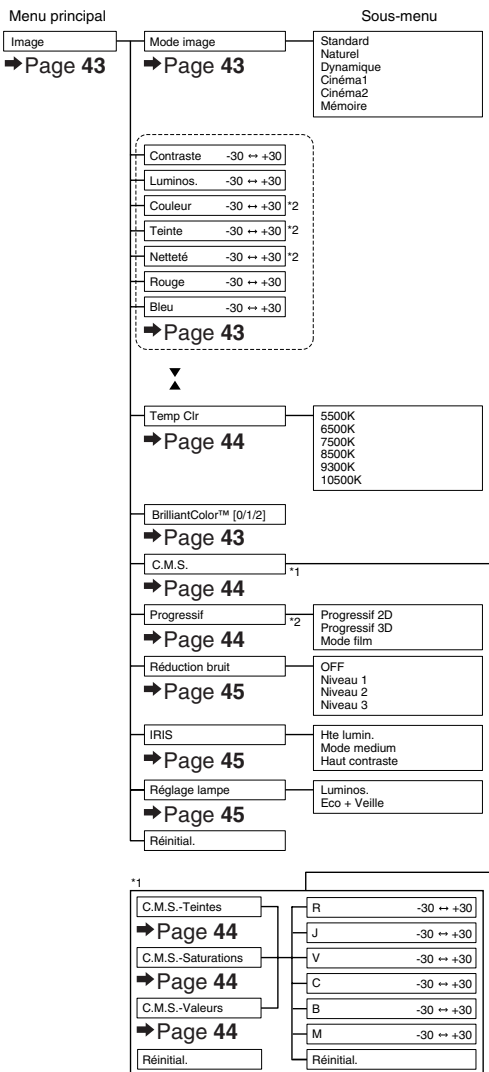 Menu principal
Sous-menu
Image
➡Page 43
Mode image
➡Page 43
Standard
Naturel
Dynamique
Cinéma1
Cinéma2
Mémoire
Contraste -30 ↔ +30
Luminos. -30 ↔ +30
Couleur -30 ↔ +30 *2
Teinte -30 ↔ +30 *2
Netteté -30 ↔ +30 *2
Rouge -30 ↔ +30
Bleu -30 ↔ +30
➡Page 43
Temp Clr
➡Page 44
5500K
6500K
7500K
8500K
9300K
10500K
BrilliantColor™ [0/1/2]
➡Page 43
C.M.S. *1
➡Page 44
Progressif *2
➡Page 44
Progressif 2D
Progressif 3D
Mode film
Réduction bruit
➡Page 45
OFF
Niveau 1
Niveau 2
Niveau 3
IRIS
➡Page 45
Hte lumin.
Mode medium
Haut contraste
Réglage lampe
➡Page 45
Luminos.
Eco + Veille
Réinitial.
*1
C.M.S.-Teintes
➡Page 44
C.M.S.-Saturations
➡Page 44
C.M.S.-Valeurs
➡Page 44
Réinitial.
R -30 ↔ +30
J -30 ↔ +30
V -30 ↔ +30
C -30 ↔ +30
B -30 ↔ +30
M -30 ↔ +30
Réinitial.